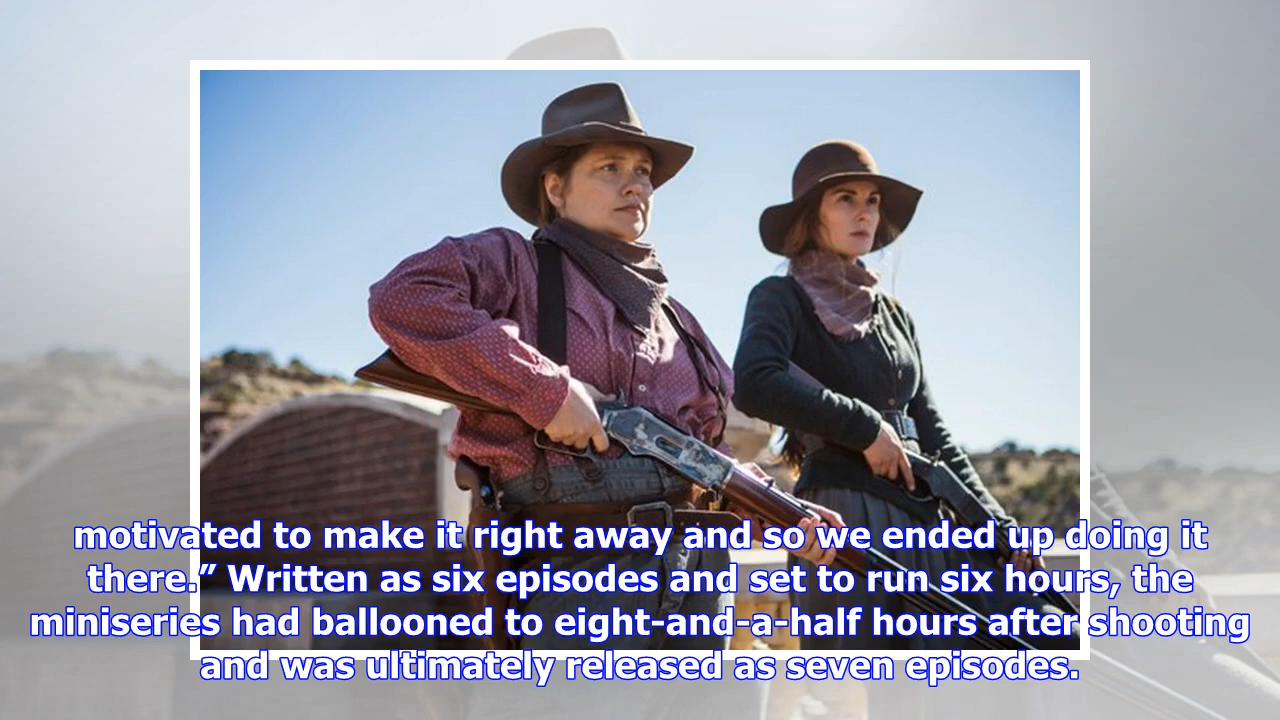 motivated to make it right away and so we ended up doing it
there.” Written as six episodes and set to run six hours, the
miniseries had ballooned to eight-and-a-half hours after shooting
and was ultimately released as seven episodes.